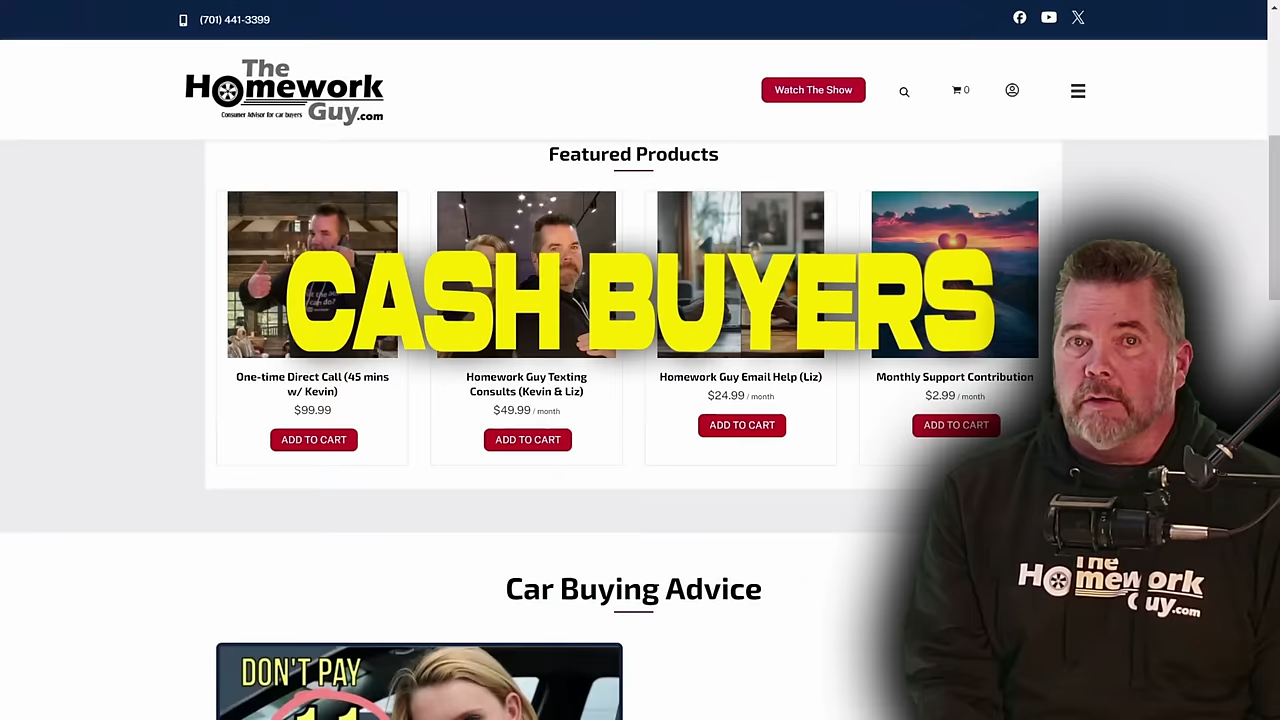 (701) 441-3399
The
Homework
Guy.com
Consumer Advisor for car buyers
Watch The Show
0
Featured Products
CASH BUYERS
One-time Direct Call (45 mins
w/ Kevin)
$99.99
ADD TO CART
Homework Guy Texting
Consults (Kevin & Liz)
$49.99 / month
ADD TO CART
Homework Guy Email Help (Liz)
$24.99 / month
ADD TO CART
Monthly Support Contribution
$2.99 / month
ADD TO CART
The
Homework
Guy.com
Car Buying Advice
DON'T PAY